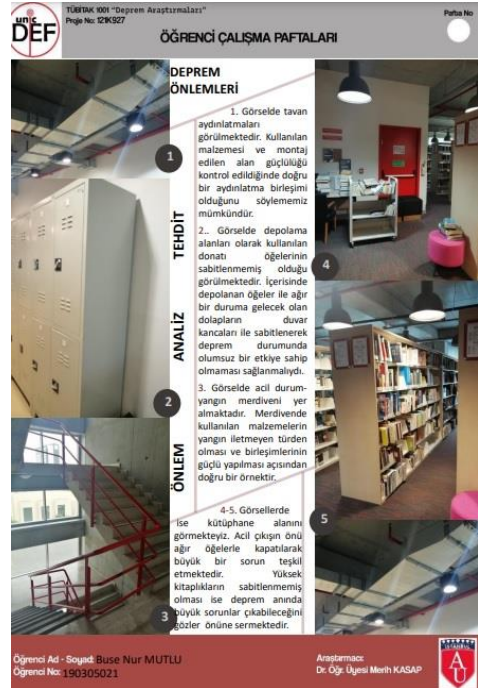 TÜBİTAK 1001 "Deprem Araştırmaları"
Proje No: 121K927
Pafta No
unic
DEF
ÖĞRENCİ ÇALIŞMA PAFTALARI
DEPREM
ÖNLEMLERİ
1. Görselde tavan
aydınlatmaları
görülmektedir. Kullanılan
malzemesi ve montaj
edilen alan güçlülüğü
kontrol edildiğinde doğru
bir aydınlatma birleşimi
olduğunu söylememiz
mümkündür.
2.. Görselde depolama
alanları olarak kullanılan
donatı öğelerinin
sabitlenmemiş olduğu
görülmektedir. İçerisinde
depolanan öğeler ile ağır
bir duruma gelecek olan
dolapların duvar
kancaları ile sabitlenerek
deprem durumunda
olumsuz bir etkiye sahip
olmaması sağlanmalıydı.
3. Görselde acil durum-
yangın merdiveni yer
almaktadır. Merdivende
kullanılan malzemelerin
yangın iletmeyen türden
olması ve birleşimlerinin
güçlü yapılması açısından
doğru bir örnektir.
4-5. Görsellerde
ise kütüphane alanını
görmekteyiz. Acil çıkışın önü
ağır öğelerle kapatılarak
büyük bir sorun teşkil
etmektedir. Yüksek
kitaplıkların sabitlenmemiş
olması ise deprem anında
büyük sorunlar çıkabileceğini
gözler önüne sermektedir.
TEHDİT
ANALİZ
ÖNLEM
1
2
3
4
5
Öğrenci Ad - Soyad: Buse Nur MUTLU
Öğrenci No: 190305021
Araştırmacı:
Dr. Öğr. Üyesi Merih KASAP
AU